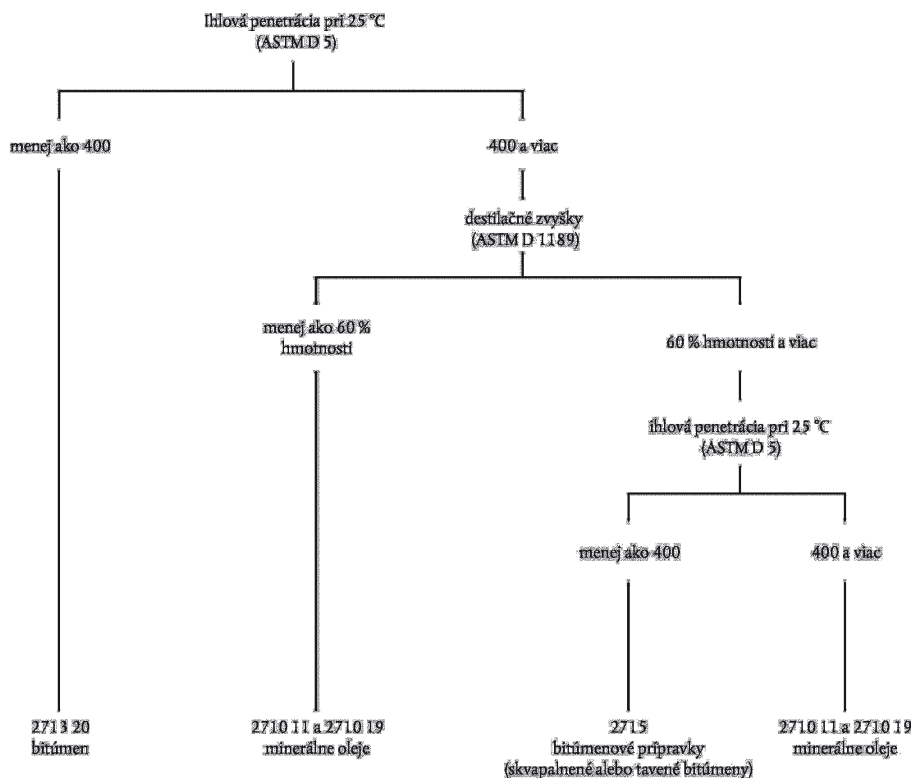 Ihlová penetrácia pri 25 °C
(ASTM D 5)
menej ako 400
400 a viac
destilačné zvyšky
(ASTM D 1189)
menej ako 60 %
hmotnosti
60 % hmotnosti a viac
ihlová penetrácia pri 25 °C
(ASTM D 5)
menej ako 400
400 a viac
2713 20
bitúmen
2710 11 a 2710 19
minerálne oleje
2715
bitúmenové prípravky
(skvapalnené alebo tavené bitúmeny)
2710 11 a 2710 19
minerálne oleje